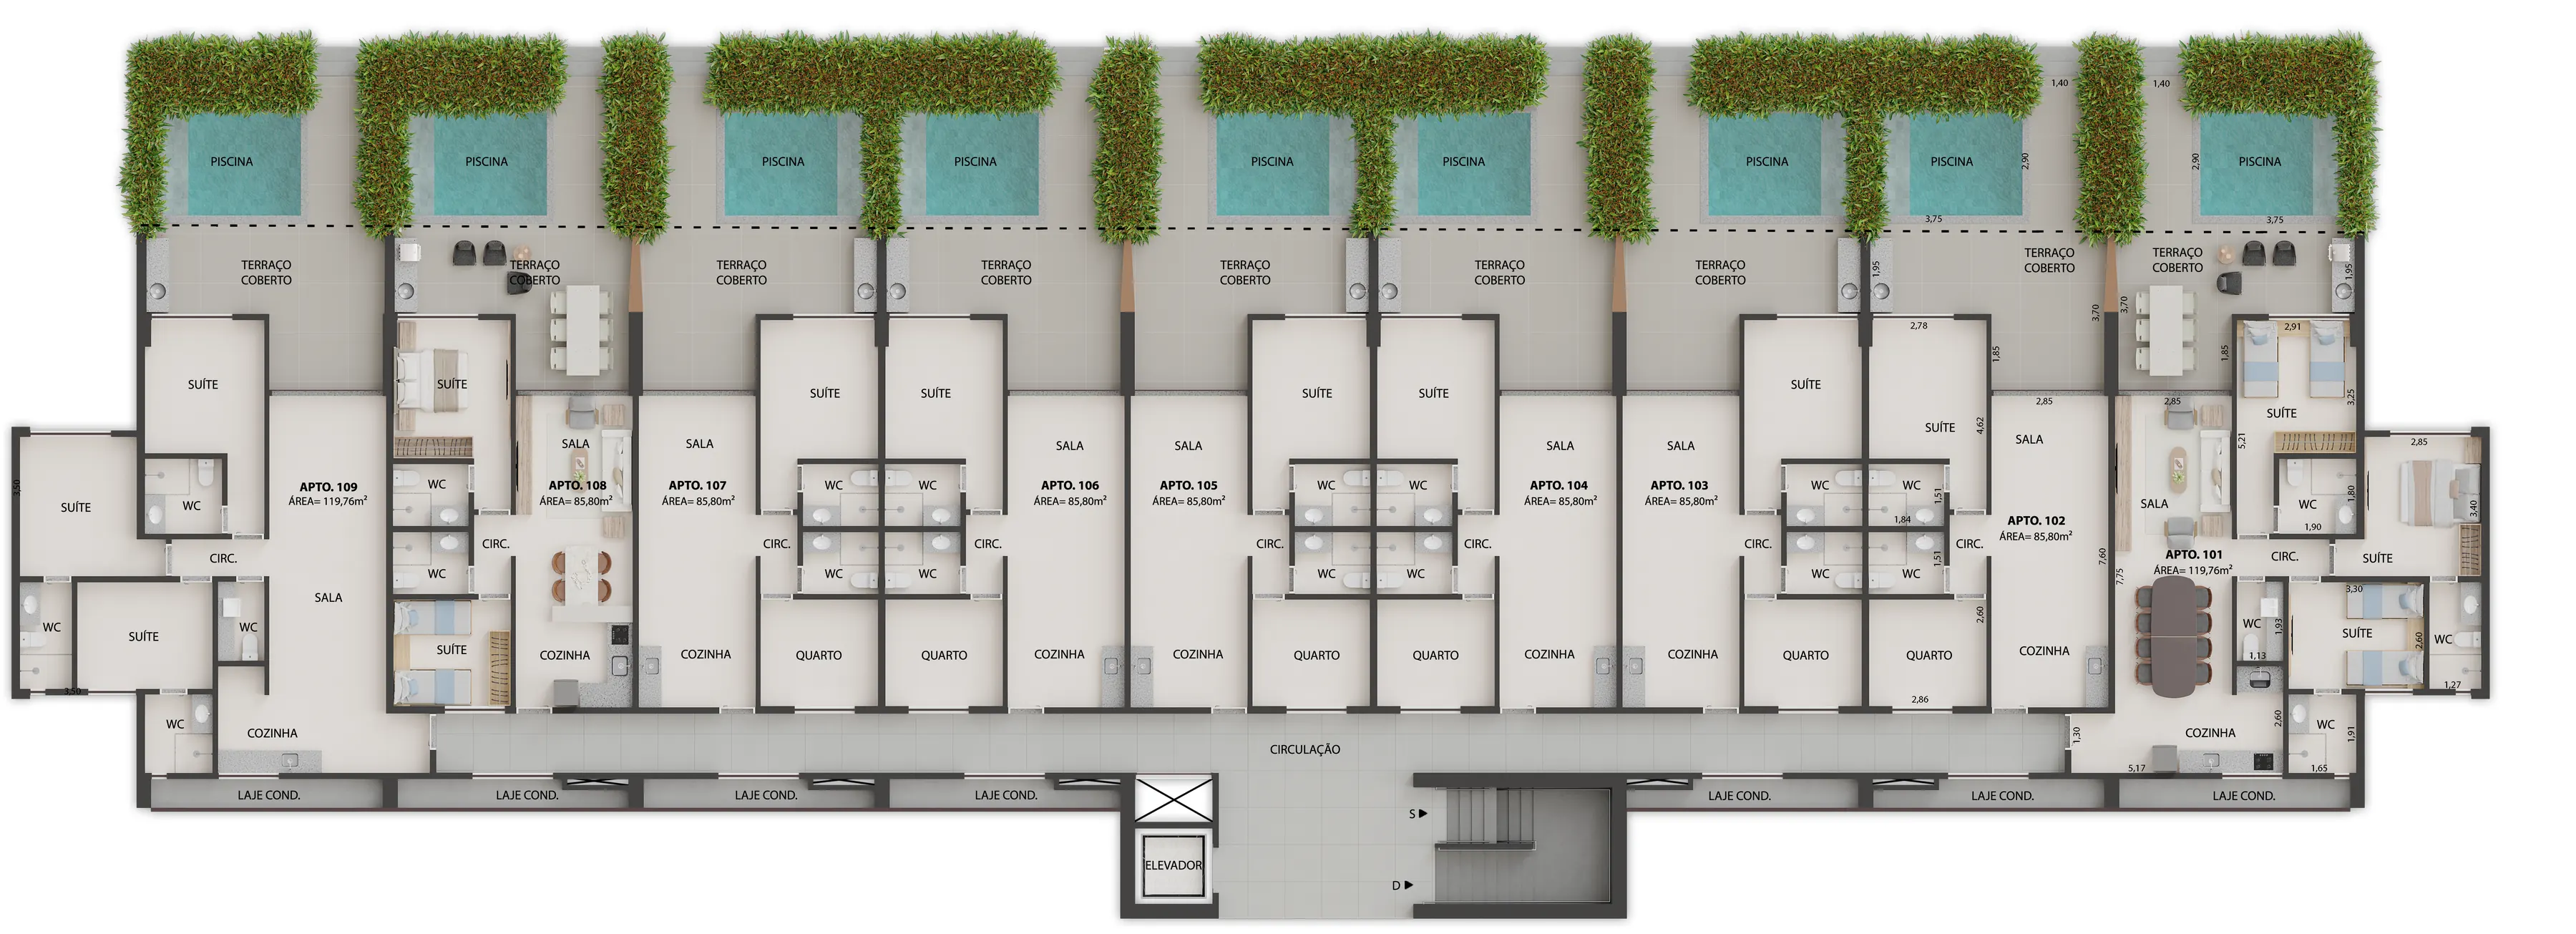 1,40
1,40
PISCINA
PISCINA
PISCINA
PISCINA
PISCINA
PISCINA
PISCINA
PISCINA
PISCINA
2,90
2,90
3,75
3,75
TERRAÇO
COBERTO
TERRAÇO
COBERTO
TERRAÇO
COBERTO
TERRAÇO
COBERTO
TERRAÇO
COBERTO
TERRAÇO
COBERTO
TERRAÇO
COBERTO
TERRAÇO
COBERTO
TERRAÇO
COBERTO
1,95
1,95
3,70
3,70
2,78
2,91
1,85
1,85
SUÍTE
SUÍTE
SUÍTE
SUÍTE
SUÍTE
SUÍTE
SUÍTE
SUÍTE
SUÍTE
3,25
2,85
2,85
4,62
5,21
2,85
SALA
SALA
SALA
SALA
SALA
SALA
SALA
SALA
3,50
SUÍTE
WC
APTO. 109
ÁREA= 119,76m²
WC
APTO. 108
ÁREA= 85,80m²
APTO. 107
ÁREA= 85,80m²
WC
WC
APTO. 106
ÁREA= 85,80m²
APTO. 105
ÁREA= 85,80m²
WC
WC
APTO. 104
ÁREA= 85,80m²
APTO. 103
ÁREA= 85,80m²
WC
WC
1,51
1,84
APTO. 102
ÁREA= 85,80m²
SALA
WC
1,80
1,90
3,40
CIRC.
CIRC.
CIRC.
CIRC.
CIRC.
CIRC.
CIRC.
CIRC.
CIRC.
SUÍTE
WC
WC
WC
WC
WC
WC
WC
1,51
7,60
7,75
APTO. 101
ÁREA= 119,76m²
3,30
SALA
WC
SUÍTE
WC
2,60
WC
1,93
1,13
SUÍTE
2,60
WC
1,27
3,50
SUÍTE
COZINHA
COZINHA
QUARTO
QUARTO
COZINHA
COZINHA
QUARTO
QUARTO
COZINHA
COZINHA
QUARTO
QUARTO
COZINHA
2,86
WC
COZINHA
CIRCULAÇÃO
1,30
COZINHA
2,60
WC
1,91
5,17
1,65
LAJE COND.
LAJE COND.
LAJE COND.
LAJE COND.
LAJE COND.
LAJE COND.
LAJE COND.
S
ELEVADOR
D